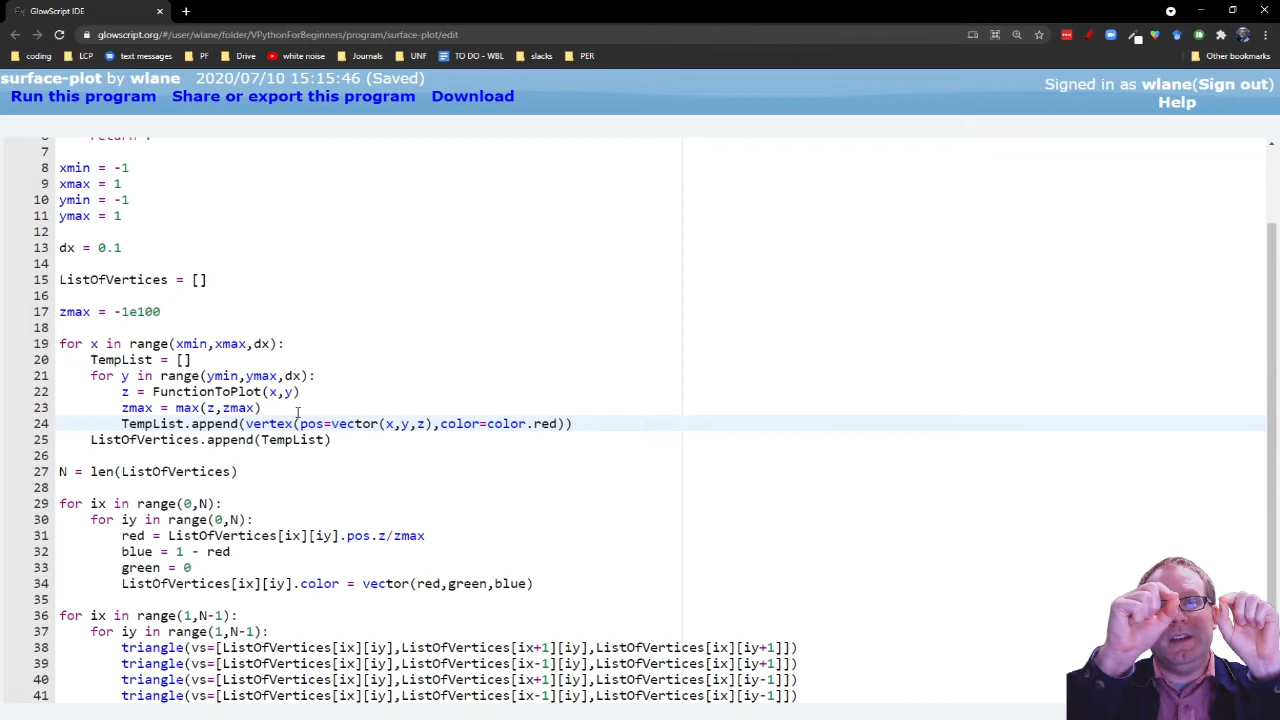 GlowScript IDE
glowscript.org/#/user/wlane/folder/VPythonForBeginners/program/surface-plot/edit
coding LCP text messages PF Drive white noise Journals UNF TO DO - WBL slacks PER Other bookmarks
surface-plot by wlane 2020/07/10 15:15:46 (Saved) Signed in as wlane(Sign out)
Run this program Share or export this program Download Help
7
8 xmin = -1
9 xmax = 1
10 ymin = -1
11 ymax = 1
12
13 dx = 0.1
14
15 ListOfVertices = []
16
17 zmax = -1e100
18
19 for x in range(xmin,xmax,dx):
20 TempList = []
21 for y in range(ymin,ymax,dx):
22 z = FunctionToPlot(x,y)
23 zmax = max(z,zmax)
24 TempList.append(vertex(pos=vector(x,y,z),color=color.red))
25 ListOfVertices.append(TempList)
26
27 N = len(ListOfVertices)
28
29 for ix in range(0,N):
30 for iy in range(0,N):
31 red = ListOfVertices[ix][iy].pos.z/zmax
32 blue = 1 - red
33 green = 0
34 ListOfVertices[ix][iy].color = vector(red,green,blue)
35
36 for ix in range(1,N-1):
37 for iy in range(1,N-1):
38 triangle(vs=[ListOfVertices[ix][iy],ListOfVertices[ix+1][iy],ListOfVertices[ix][iy+1]])
39 triangle(vs=[ListOfVertices[ix][iy],ListOfVertices[ix-1][iy],ListOfVertices[ix][iy+1]])
40 triangle(vs=[ListOfVertices[ix][iy],ListOfVertices[ix+1][iy],ListOfVertices[ix][iy-1]])
41 triangle(vs=[ListOfVertices[ix][iy],ListOfVertices[ix-1][iy],ListOfVertices[ix][iy-1]])